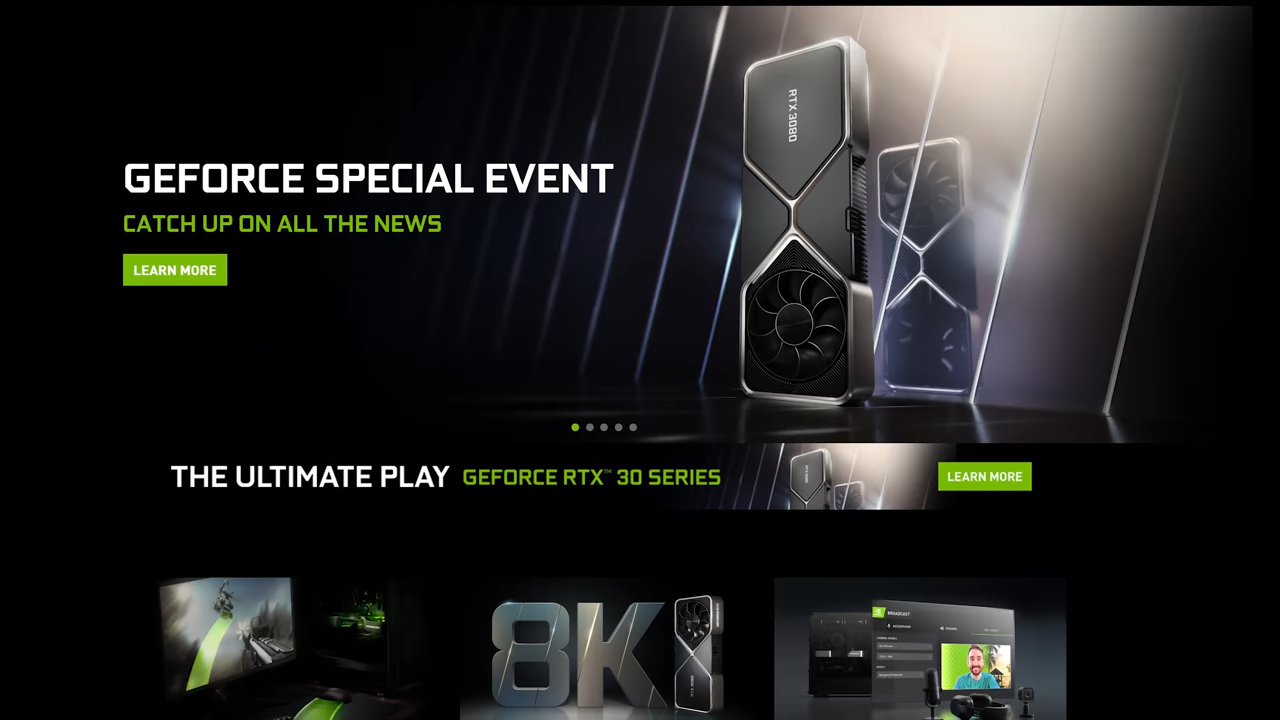 RTX 3080
GEFORCE SPECIAL EVENT
CATCH UP ON ALL THE NEWS
LEARN MORE
THE ULTIMATE PLAY GEFORCE RTX™ 30 SERIES
LEARN MORE
8K
BROADCAST